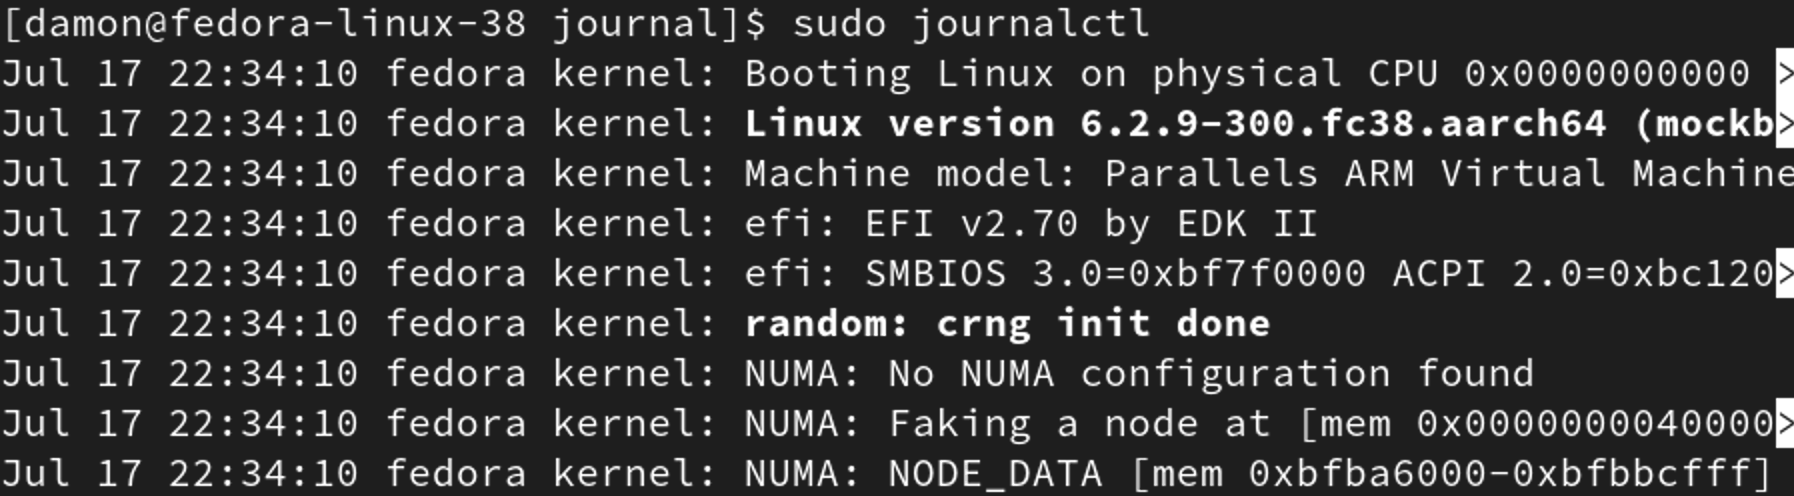 [damon@fedora-linux-38 journal]$ sudo journalctl
Jul 17 22:34:10 fedora kernel: Booting Linux on physical CPU 0x0000000000 >
Jul 17 22:34:10 fedora kernel: Linux version 6.2.9-300.fc38.aarch64 (mockb>
Jul 17 22:34:10 fedora kernel: Machine model: Parallels ARM Virtual Machine
Jul 17 22:34:10 fedora kernel: efi: EFI v2.70 by EDK II
Jul 17 22:34:10 fedora kernel: efi: SMBIOS 3.0=0xbf7f0000 ACPI 2.0=0xbc120>
Jul 17 22:34:10 fedora kernel: random: crng init done
Jul 17 22:34:10 fedora kernel: NUMA: No NUMA configuration found
Jul 17 22:34:10 fedora kernel: NUMA: Faking a node at [mem 0x0000000040000>
Jul 17 22:34:10 fedora kernel: NUMA: NODE_DATA [mem 0xbfba6000-0xbfbbcfff]